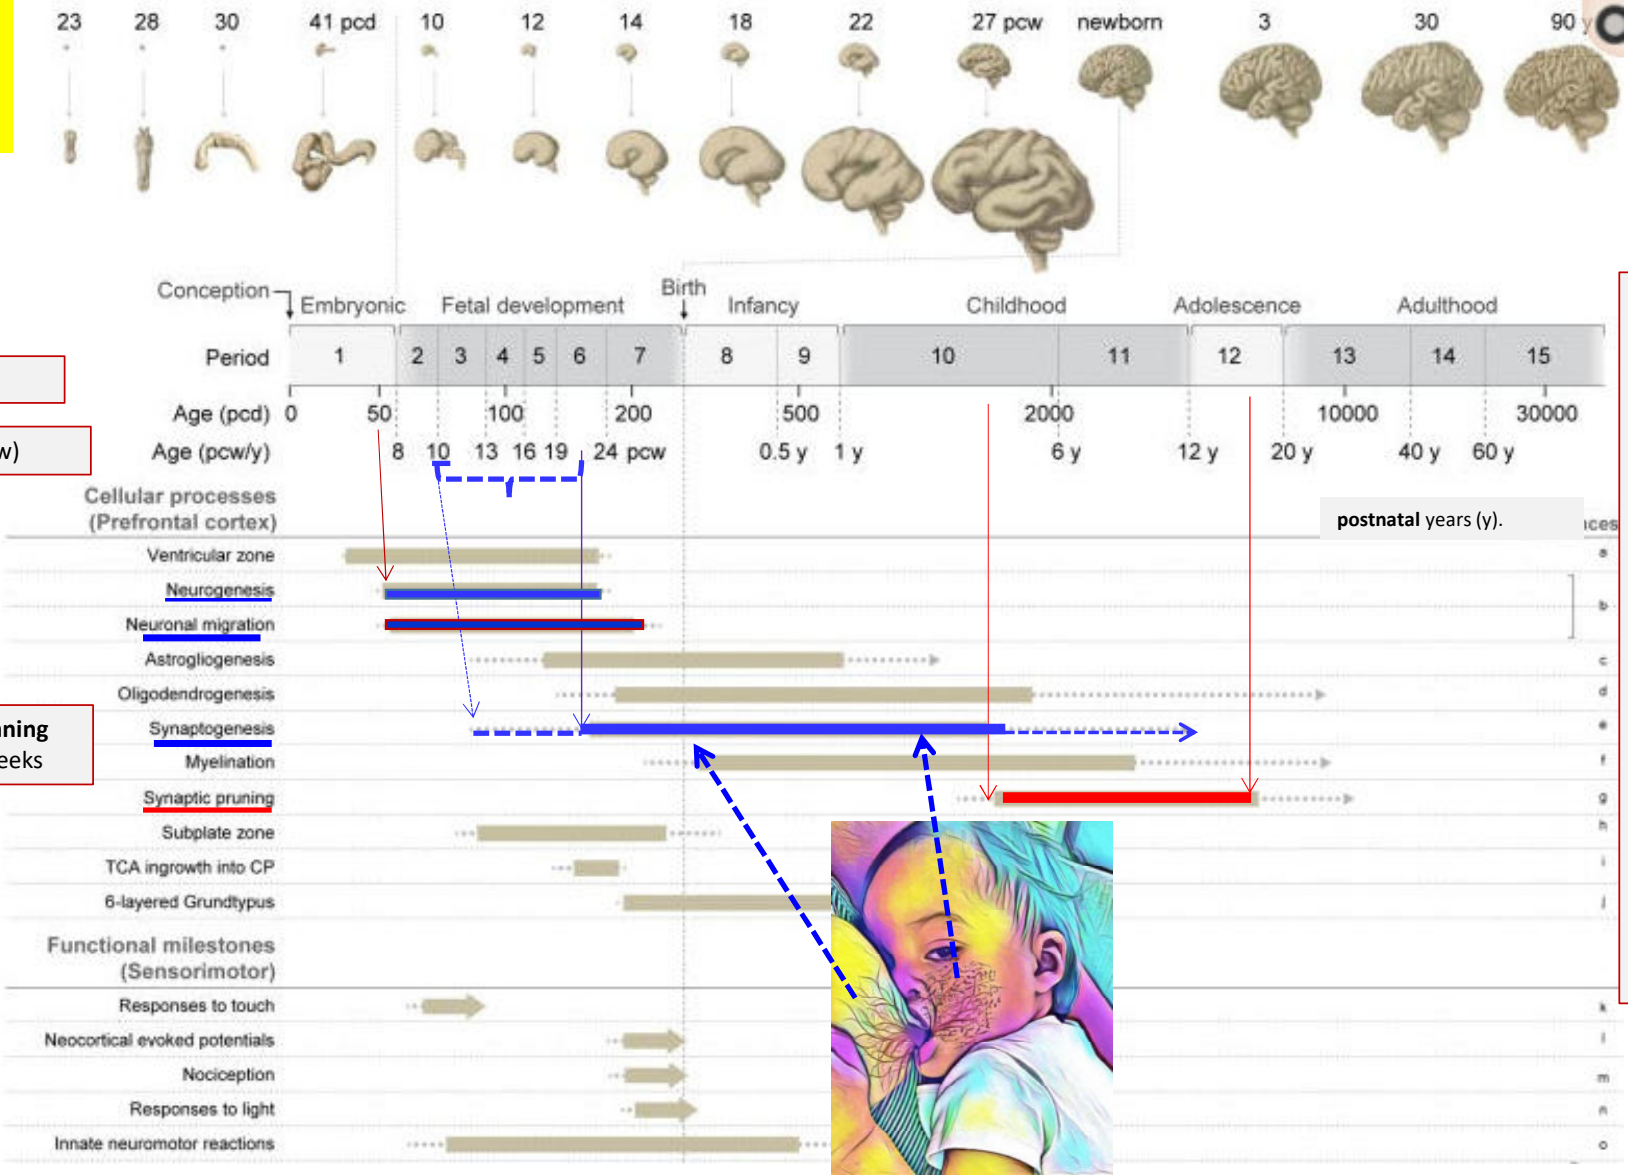 23 28 30 41 pcd 10 12 14 18 22 27 pcw newborn 3 30 90 y
Conception
Birth
Embryonic Fetal development Infancy Childhood Adolescence Adulthood
Period 1 2 3 4 5 6 7 8 9 10 11 12 13 14 15
Age (pcd) 0 50 100 200 500 2000 10000 30000
w)
Age (pcw/y) 8 10 13 16 19 24 pcw 0.5 y 1 y 6 y 12 y 20 y 40 y 60 y
Cellular processes
(Prefrontal cortex)
postnatal years (y).
nces
Ventricular zone a
Neurogenesis
b
Neuronal migration
Astrogliogenesis c
Oligodendrogenesis d
nning
eeks
Synaptogenesis e
Myelination f
Synaptic pruning g
Subplate zone h
TCA ingrowth into CP i
6-layered Grundtypus j
Functional milestones
(Sensorimotor)
Responses to touch k
Neocortical evoked potentials l
Nociception m
Responses to light n
Innate neuromotor reactions o